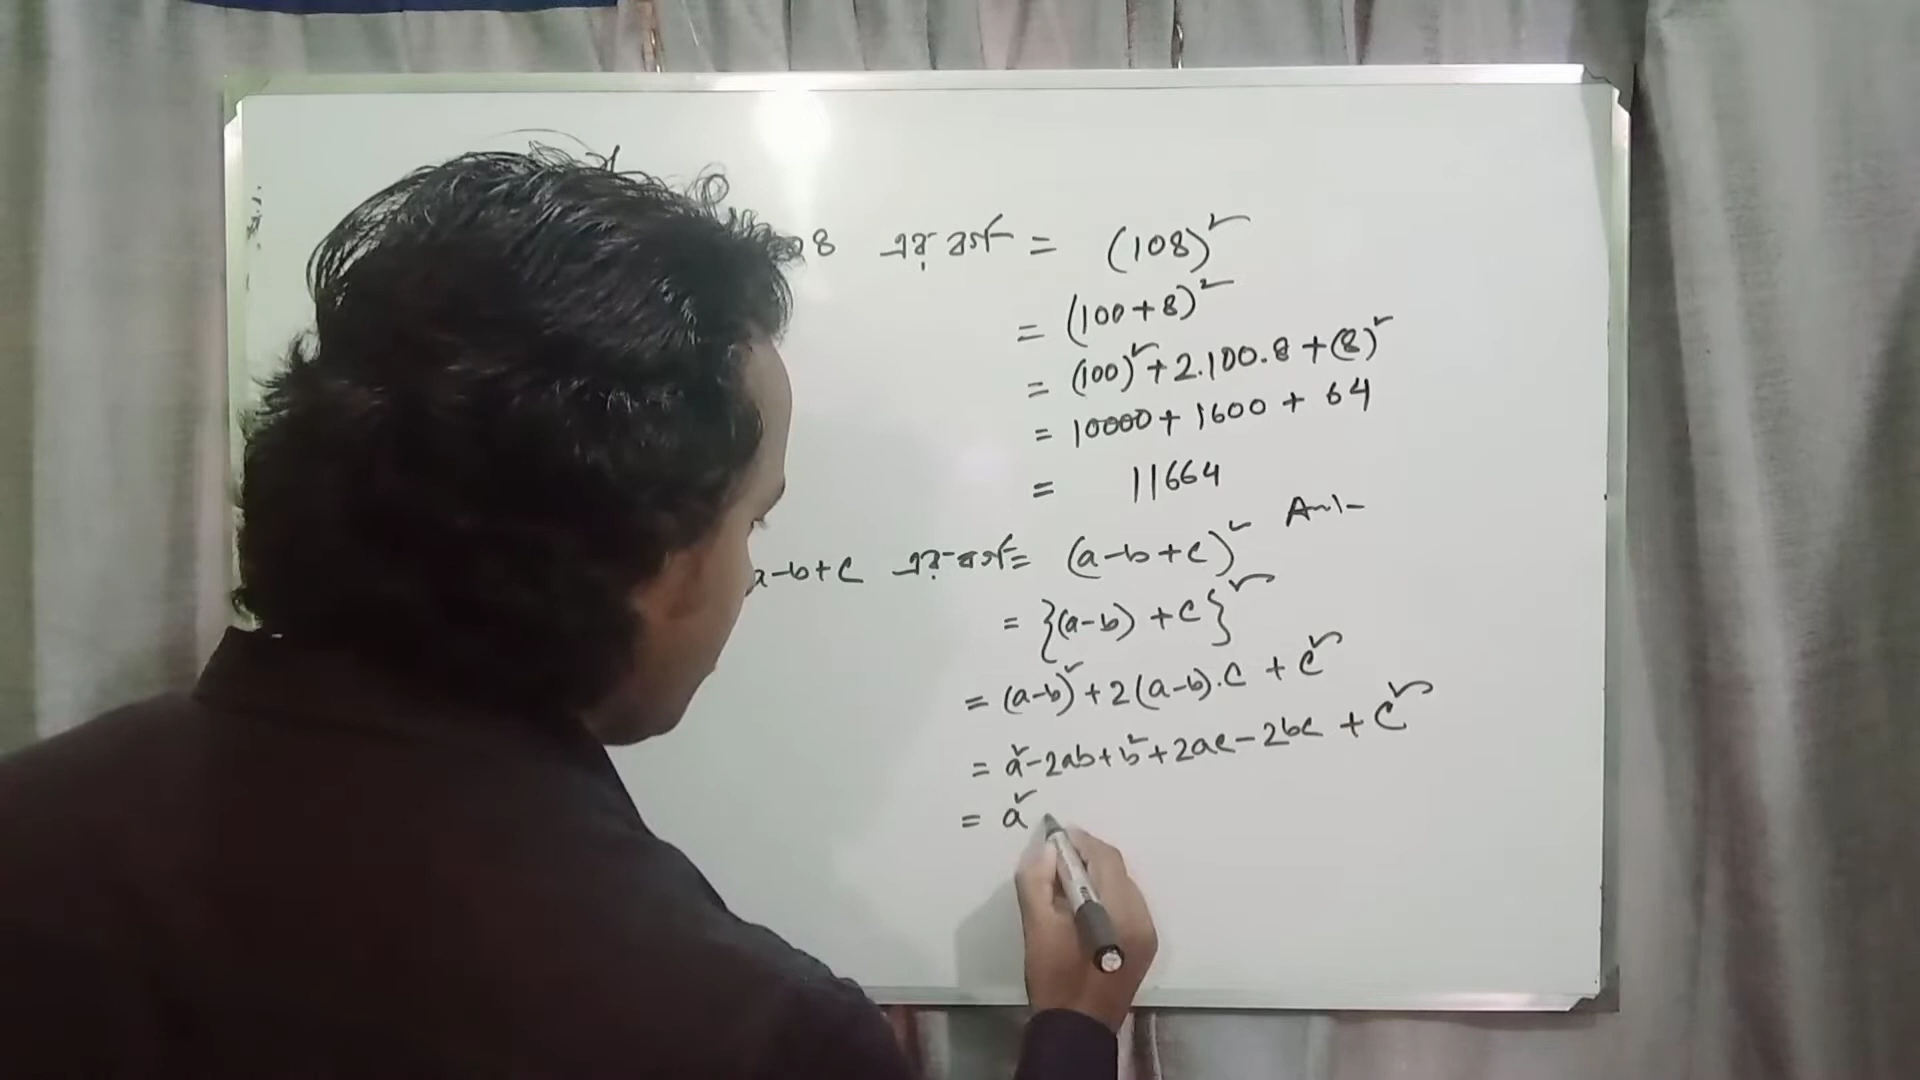 8 এর বর্গ = (108)²
= (100+8)²
= (100)² + 2.100.8 + (8)²
= 10000 + 1600 + 64
= 11664
Ans
a-b+c এর বর্গ = (a-b+c)²
= {(a-b) + c}²
= (a-b)² + 2(a-b).c + c²
= a² - 2ab + b² + 2ac - 2bc + c²
= a²